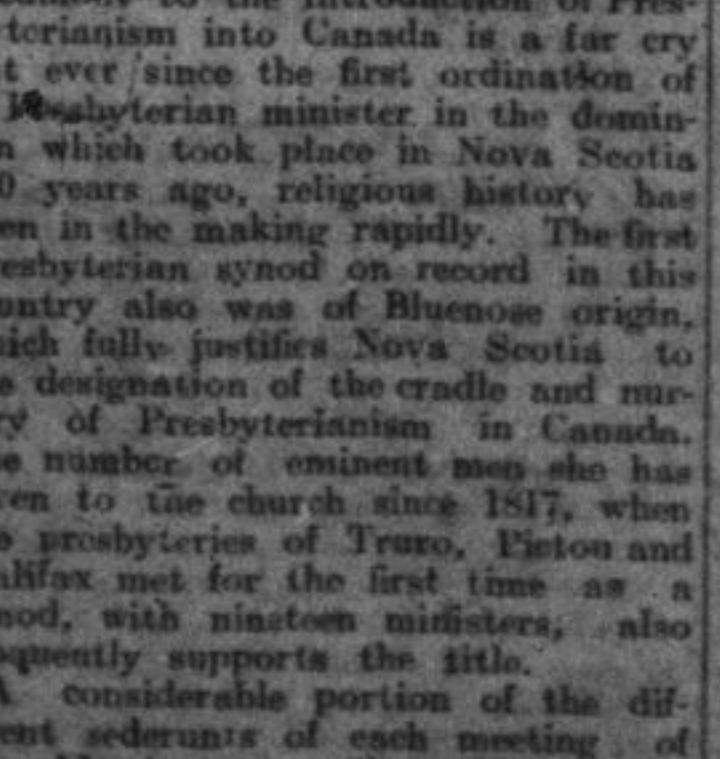 the introduction of Pres-
terianism into Canada is a far cry
t ever since the first ordination of
Presbyterian minister in the domin-
n which took place in Nova Scotia
0 years ago, religious history has
en in the making rapidly. The first
resbyterian synod on record in this
untry also was of Bluenose origin,
hich fully justifies Nova Scotia to
e designation of the cradle and nur-
ry of Presbyterianism in Canada.
e number of eminent men she has
ven to the church since 1817, when
e presbyteries of Truro, Pictou and
alifax met for the first time as a
nod, with nineteen ministers, also
oquently supports the title.
A considerable portion of the dif-
ent sederunts of each meeting of